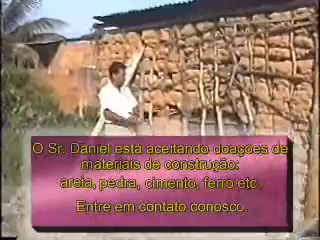 O Sr. Daniel está aceitando doações de
materiais de construção:
areia, pedra, cimento, ferro etc
Entre em contato conosco.